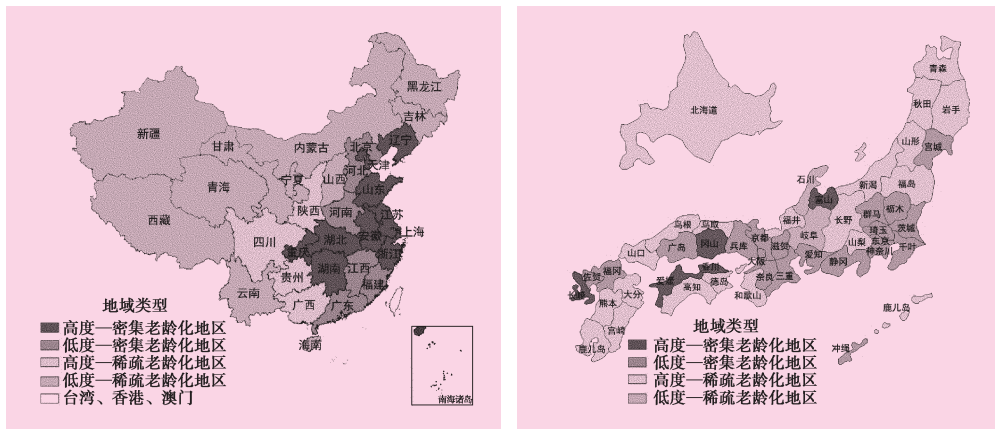 黑龙江
吉林
辽宁
新疆
甘肃
内蒙古
北京
天津
河北
宁夏
山西
山东
青海
陕西
河南
江苏
西藏
四川
湖北
安徽
上海
重庆
浙江
湖南
江西
贵州
福建
云南
广西
广东
海南
地域类型
高度—密集老龄化地区
低度—密集老龄化地区
高度—稀疏老龄化地区
低度—稀疏老龄化地区
台湾、香港、澳门
南海诸岛
青森
北海道
秋田
岩手
山形
宫城
石川
新潟
福岛
富山
群马
枥木
岛根
鸟取
福井
长野
埼玉
茨城
广岛
冈山
兵库
京都
滋贺
岐阜
山梨
东京
千叶
神奈川
山口
大阪
爱知
静冈
佐贺
福冈
爱媛
香川
德岛
奈良
三重
长崎
大分
高知
和歌山
熊本
宫崎
鹿儿岛
鹿儿岛
冲绳
地域类型
高度—密集老龄化地区
低度—密集老龄化地区
高度—稀疏老龄化地区
低度—稀疏老龄化地区